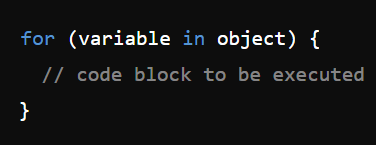 for (variable in object) {
  // code block to be executed
}